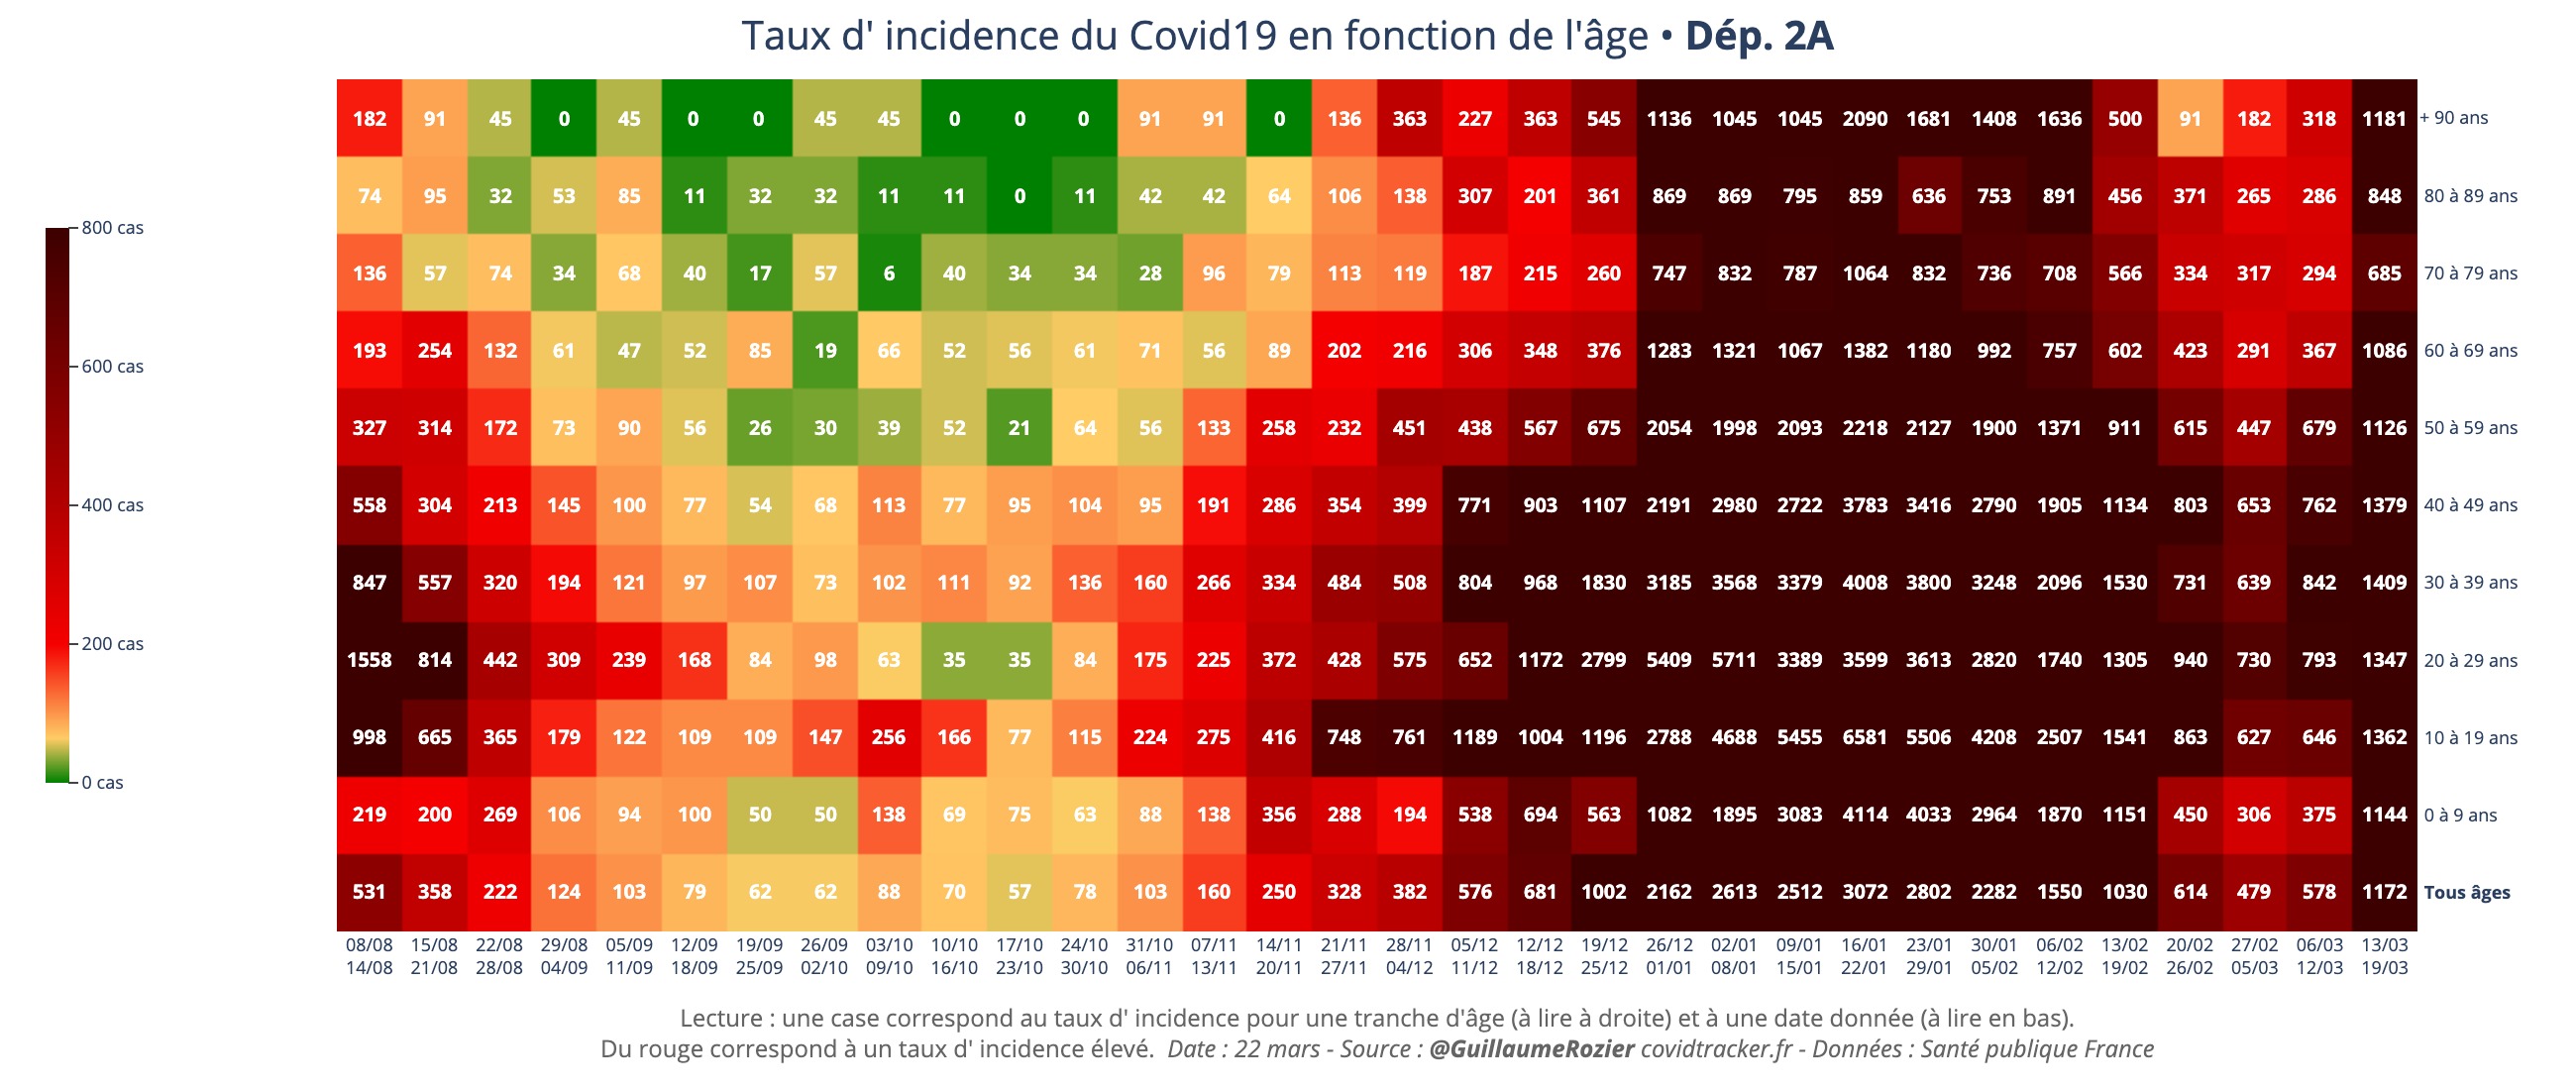 Taux d' incidence du Covid19 en fonction de l'âge • Dép. 2A
182 91 45 0 45 0 0 45 45 0 0 0 91 91 0 136 363 227 363 545 1136 1045 1045 2090 1681 1408 1636 500 91 182 318 1181 + 90 ans
74 95 32 53 85 11 32 32 11 11 0 11 42 42 64 106 138 307 201 361 869 869 795 859 636 753 891 456 371 265 286 848 80 à 89 ans
800 cas
136 57 74 34 68 40 17 57 6 40 34 34 28 96 79 113 119 187 215 260 747 832 787 1064 832 736 708 566 334 317 294 685 70 à 79 ans
193 254 132 61 47 52 85 19 66 52 56 61 71 56 89 202 216 306 348 376 1283 1321 1067 1382 1180 992 757 602 423 291 367 1086 60 à 69 ans
600 cas
327 314 172 73 90 56 26 30 39 52 21 64 56 133 258 232 451 438 567 675 2054 1998 2093 2218 2127 1900 1371 911 615 447 679 1126 50 à 59 ans
400 cas
558 304 213 145 100 77 54 68 113 77 95 104 95 191 286 354 399 771 903 1107 2191 2980 2722 3783 3416 2790 1905 1134 803 653 762 1379 40 à 49 ans
847 557 320 194 121 97 107 73 102 111 92 136 160 266 334 484 508 804 968 1830 3185 3568 3379 4008 3800 3248 2096 1530 731 639 842 1409 30 à 39 ans
200 cas
1558 814 442 309 239 168 84 98 63 35 35 84 175 225 372 428 575 652 1172 2799 5409 5711 3389 3599 3613 2820 1740 1305 940 730 793 1347 20 à 29 ans
998 665 365 179 122 109 109 147 256 166 77 115 224 275 416 748 761 1189 1004 1196 2788 4688 5455 6581 5506 4208 2507 1541 863 627 646 1362 10 à 19 ans
0 cas
219 200 269 106 94 100 50 50 138 69 75 63 88 138 356 288 194 538 694 563 1082 1895 3083 4114 4033 2964 1870 1151 450 306 375 1144 0 à 9 ans
531 358 222 124 103 79 62 62 88 70 57 78 103 160 250 328 382 576 681 1002 2162 2613 2512 3072 2802 2282 1550 1030 614 479 578 1172 Tous âges
08/08 15/08 22/08 29/08 05/09 12/09 19/09 26/09 03/10 10/10 17/10 24/10 31/10 07/11 14/11 21/11 28/11 05/12 12/12 19/12 26/12 02/01 09/01 16/01 23/01 30/01 06/02 13/02 20/02 27/02 06/03 13/03
14/08 21/08 28/08 04/09 11/09 18/09 25/09 02/10 09/10 16/10 23/10 30/10 06/11 13/11 20/11 27/11 04/12 11/12 18/12 25/12 01/01 08/01 15/01 22/01 29/01 05/02 12/02 19/02 26/02 05/03 12/03 19/03
Lecture : une case correspond au taux d' incidence pour une tranche d'âge (à lire à droite) et à une date donnée (à lire en bas).
Du rouge correspond à un taux d' incidence élevé. Date : 22 mars - Source : @GuillaumeRozier covidtracker.fr - Données : Santé publique France